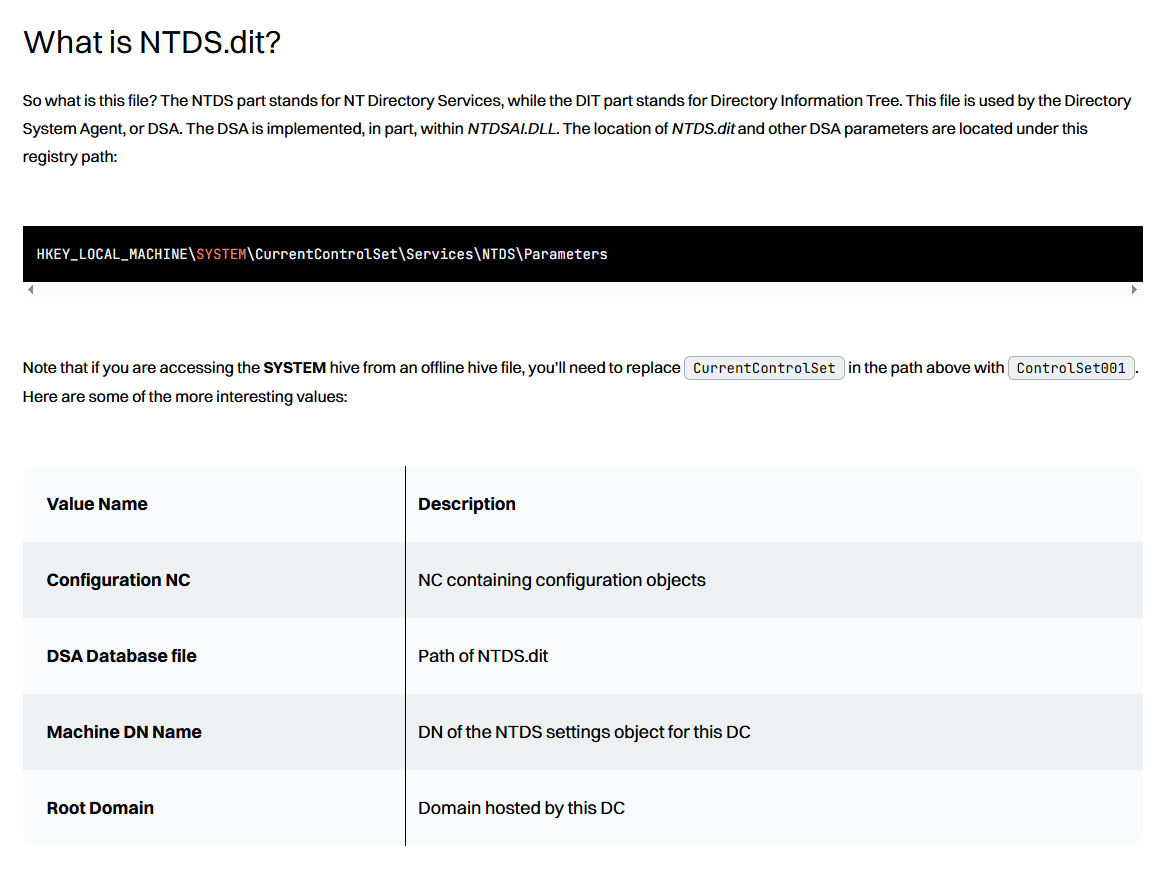 What is NTDS.dit?
So what is this file? The NTDS part stands for NT Directory Services, while the DIT part stands for Directory Information Tree. This file is used by the Directory
System Agent, or DSA. The DSA is implemented, in part, within NTDSAI.DLL. The location of NTDS.dit and other DSA parameters are located under this
registry path:
HKEY_LOCAL_MACHINE\SYSTEM\CurrentControlSet\Services\NTDS\Parameters
Note that if you are accessing the SYSTEM hive from an offline hive file, you’ll need to replace CurrentControlSet in the path above with ControlSet001.
Here are some of the more interesting values:
Value Name Description
Configuration NC NC containing configuration objects
DSA Database file Path of NTDS.dit
Machine DN Name DN of the NTDS settings object for this DC
Root Domain Domain hosted by this DC